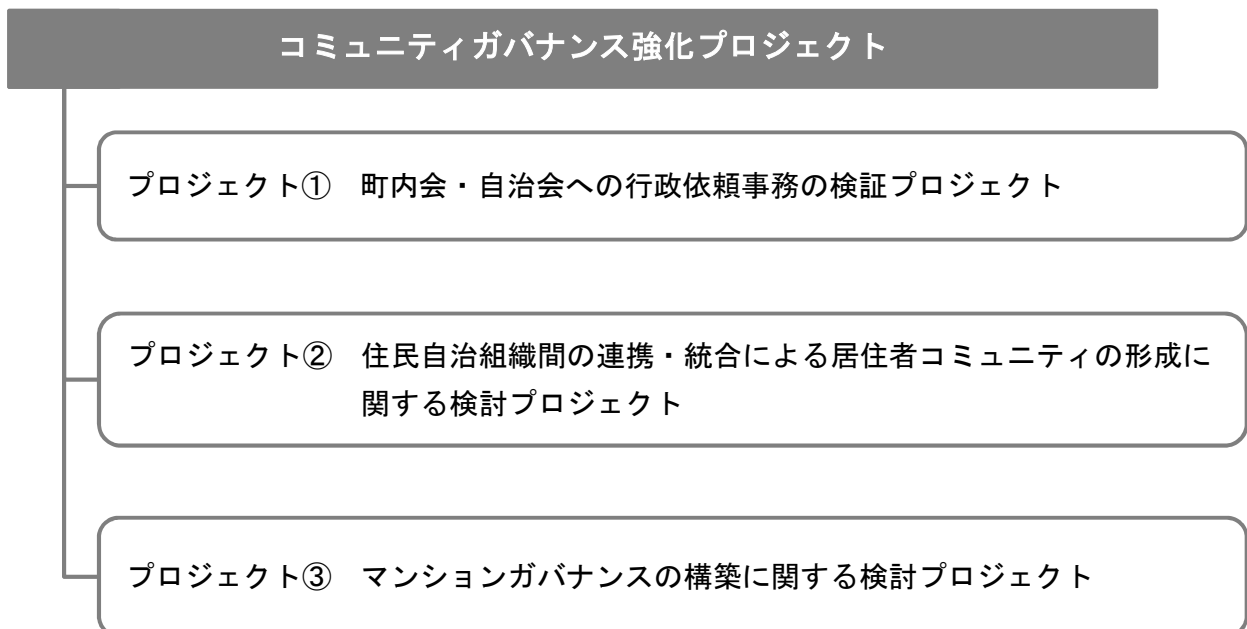 コミュニティガバナンス強化プロジェクト
プロジェクト①　町内会・自治会への行政依頼事務の検証プロジェクト
プロジェクト②　住民自治組織間の連携・統合による居住者コミュニティの形成に
関する検討プロジェクト
プロジェクト③　マンションガバナンスの構築に関する検討プロジェクト